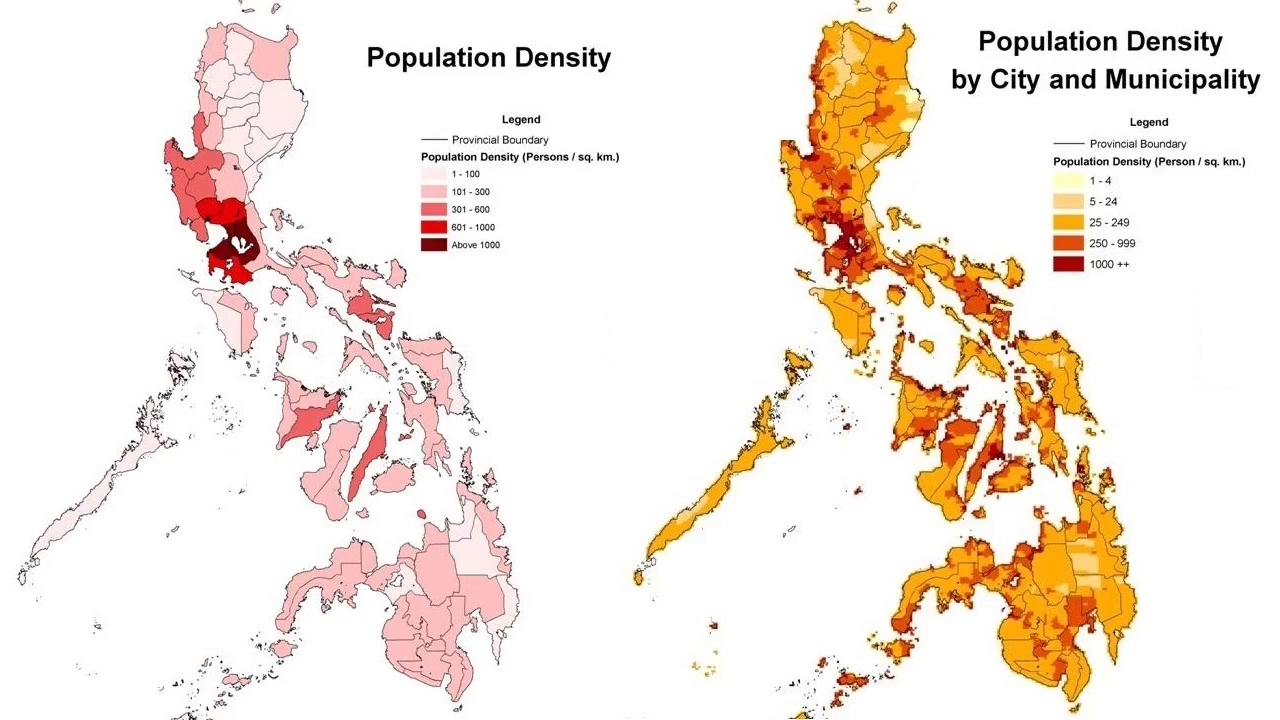 Population Density
Legend
Provincial Boundary
Population Density (Persons / sq. km.)
1 - 100
101 - 300
301 - 600
601 - 1000
Above 1000
Population Density
by City and Municipality
Legend
Provincial Boundary
Population Density (Person / sq. km.)
1 - 4
5 - 24
25 - 249
250 - 999
1000 ++